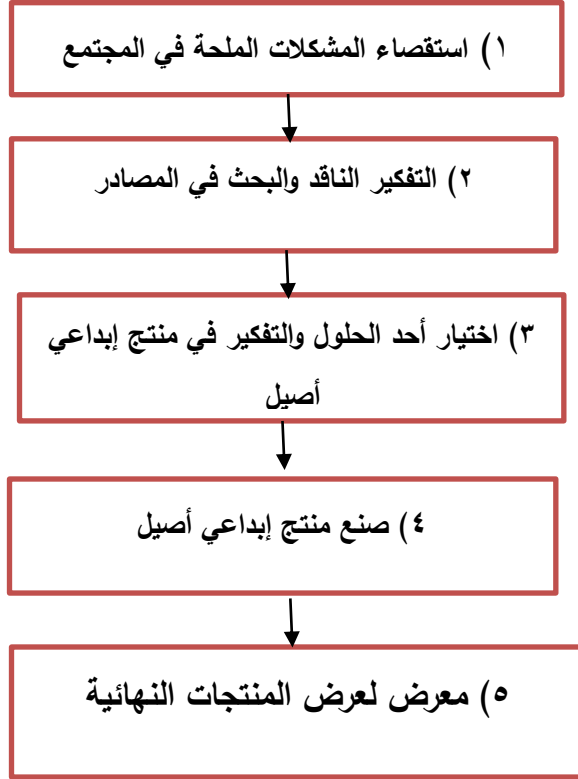 ١) استقصاء المشكلات الملحة في المجتمع
٢) التفكير الناقد والبحث في المصادر
٣) اختيار أحد الحلول والتفكير في منتج إبداعي
أصيل
٤) صنع منتج إبداعي أصيل
٥) معرض لعرض المنتجات النهائية